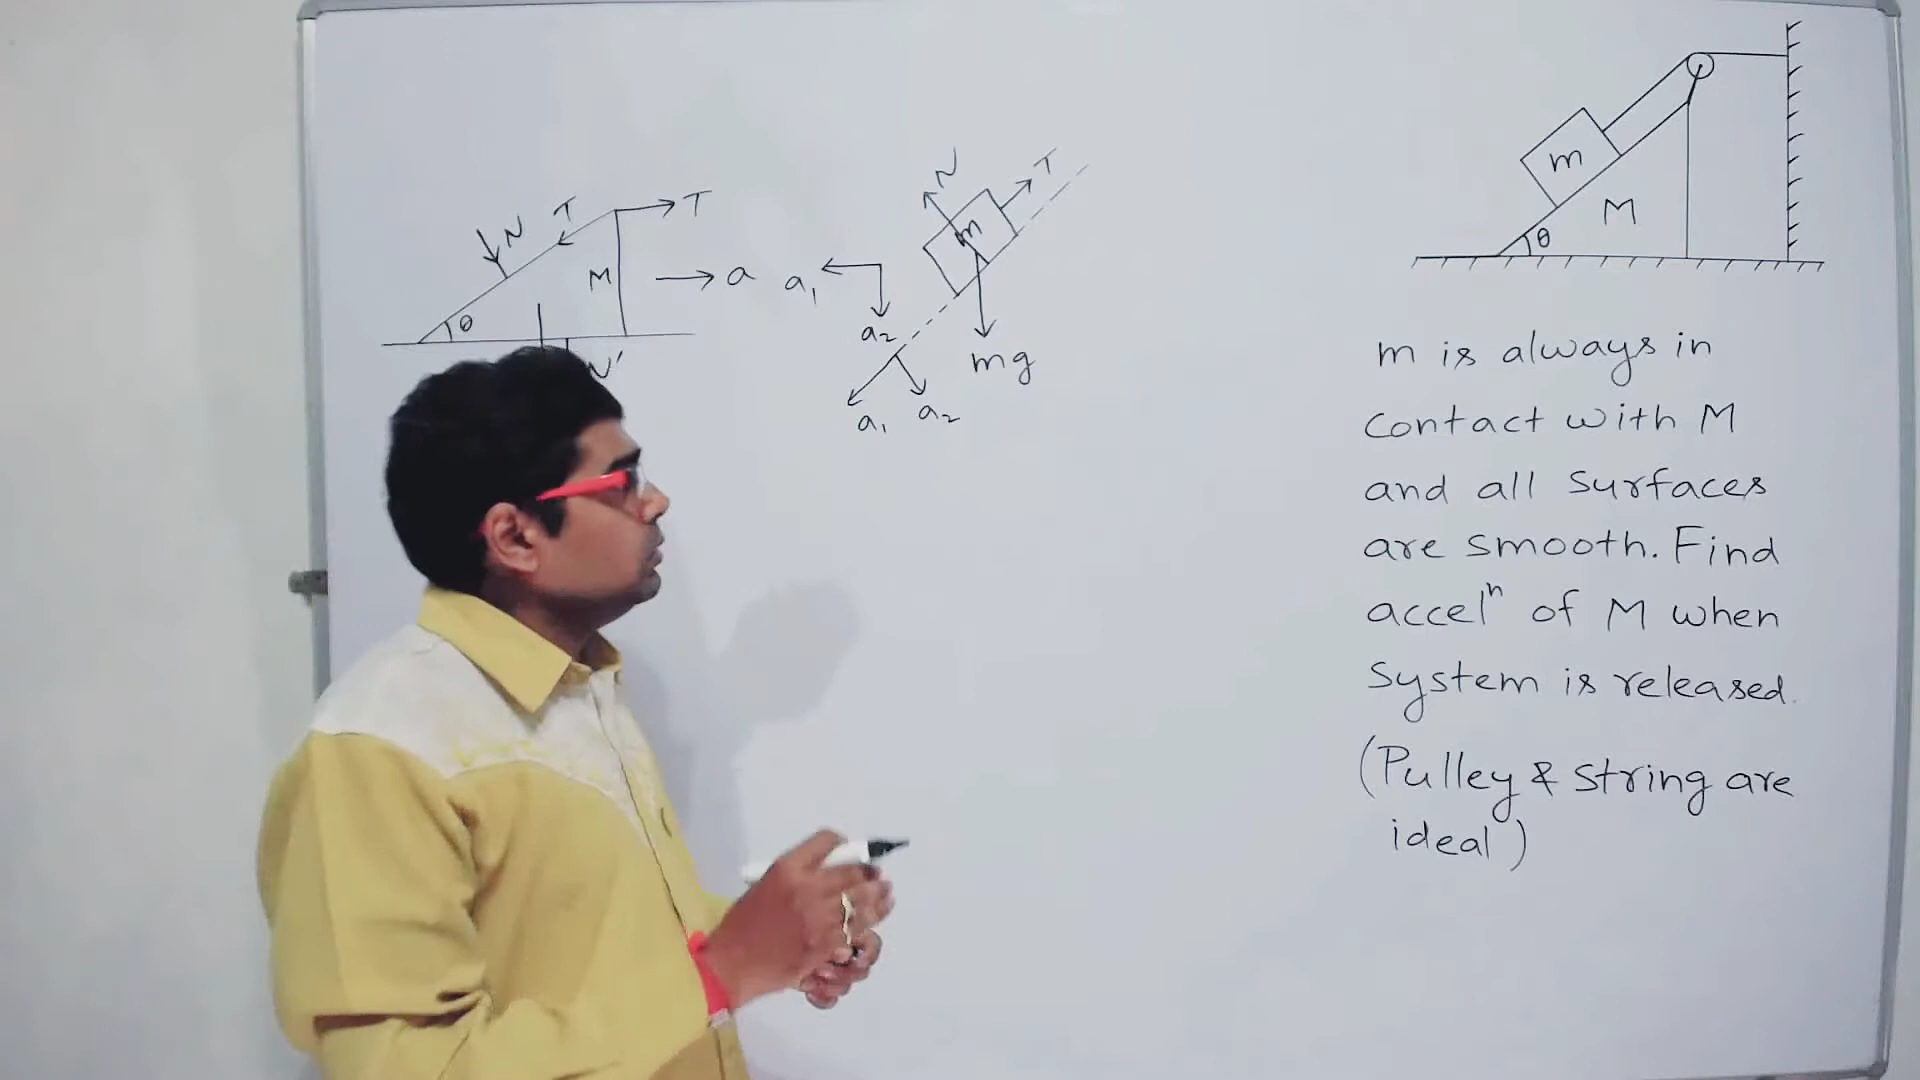 N
T
T
M
a
θ
N'
N
T
m
a₁
a₂
mg
a₁
a₂
m
M
θ
m is always in
contact with M
and all surfaces
are smooth. Find
accelⁿ of M when
system is released.
(Pulley & string are
ideal)